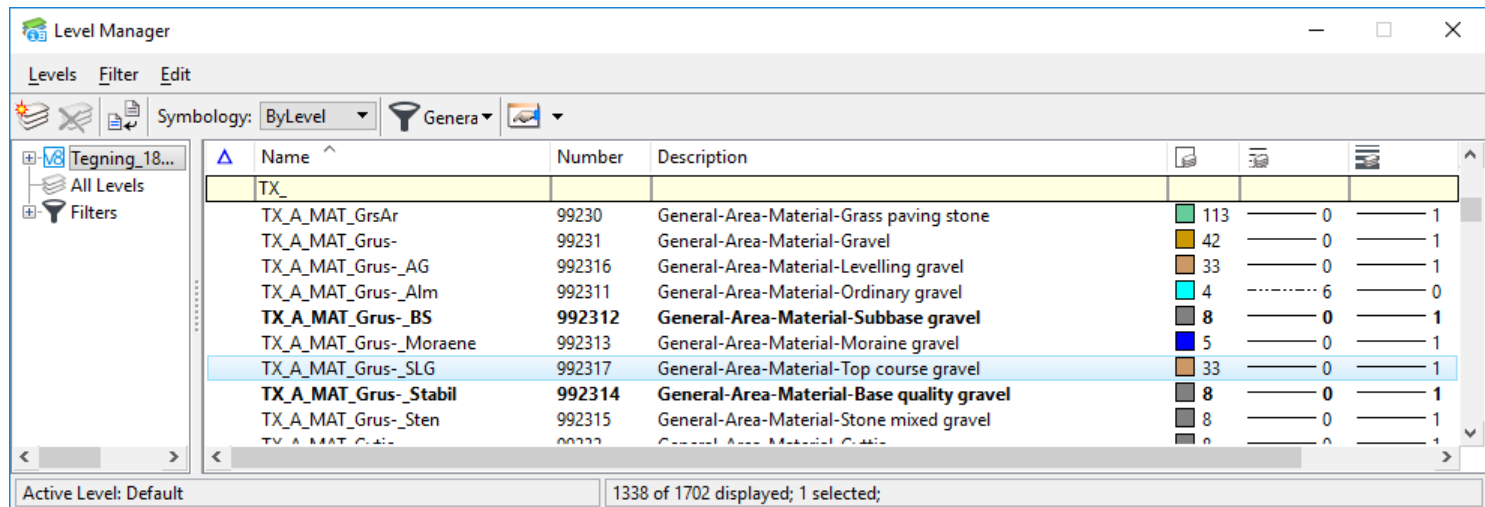 Level Manager
Levels Filter Edit
Symbology: ByLevel Genera
V8 Tegning_18...
All Levels
Filters
Name Number Description
TX_
TX_A_MAT_GrsAr 99230 General-Area-Material-Grass paving stone 113 0 1
TX_A_MAT_Grus- 99231 General-Area-Material-Gravel 42 0 1
TX_A_MAT_Grus-_AG 992316 General-Area-Material-Levelling gravel 33 0 1
TX_A_MAT_Grus-_Alm 992311 General-Area-Material-Ordinary gravel 4 6 0
TX_A_MAT_Grus-_BS 992312 General-Area-Material-Subbase gravel 8 0 1
TX_A_MAT_Grus-_Moraene 992313 General-Area-Material-Moraine gravel 5 0 1
TX_A_MAT_Grus-_SLG 992317 General-Area-Material-Top course gravel 33 0 1
TX_A_MAT_Grus-_Stabil 992314 General-Area-Material-Base quality gravel 8 0 1
TX_A_MAT_Grus-_Sten 992315 General-Area-Material-Stone mixed gravel 8 0 1
Active Level: Default 1338 of 1702 displayed; 1 selected;